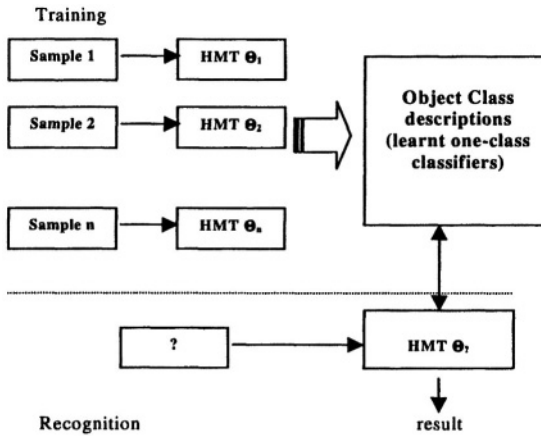 Training
Sample 1
HMT Θ₁
Sample 2
HMT Θ₂
Object Class
descriptions
(learnt one-class
classifiers)
Sample n
HMT Θₙ
?
HMT Θ?
Recognition
result